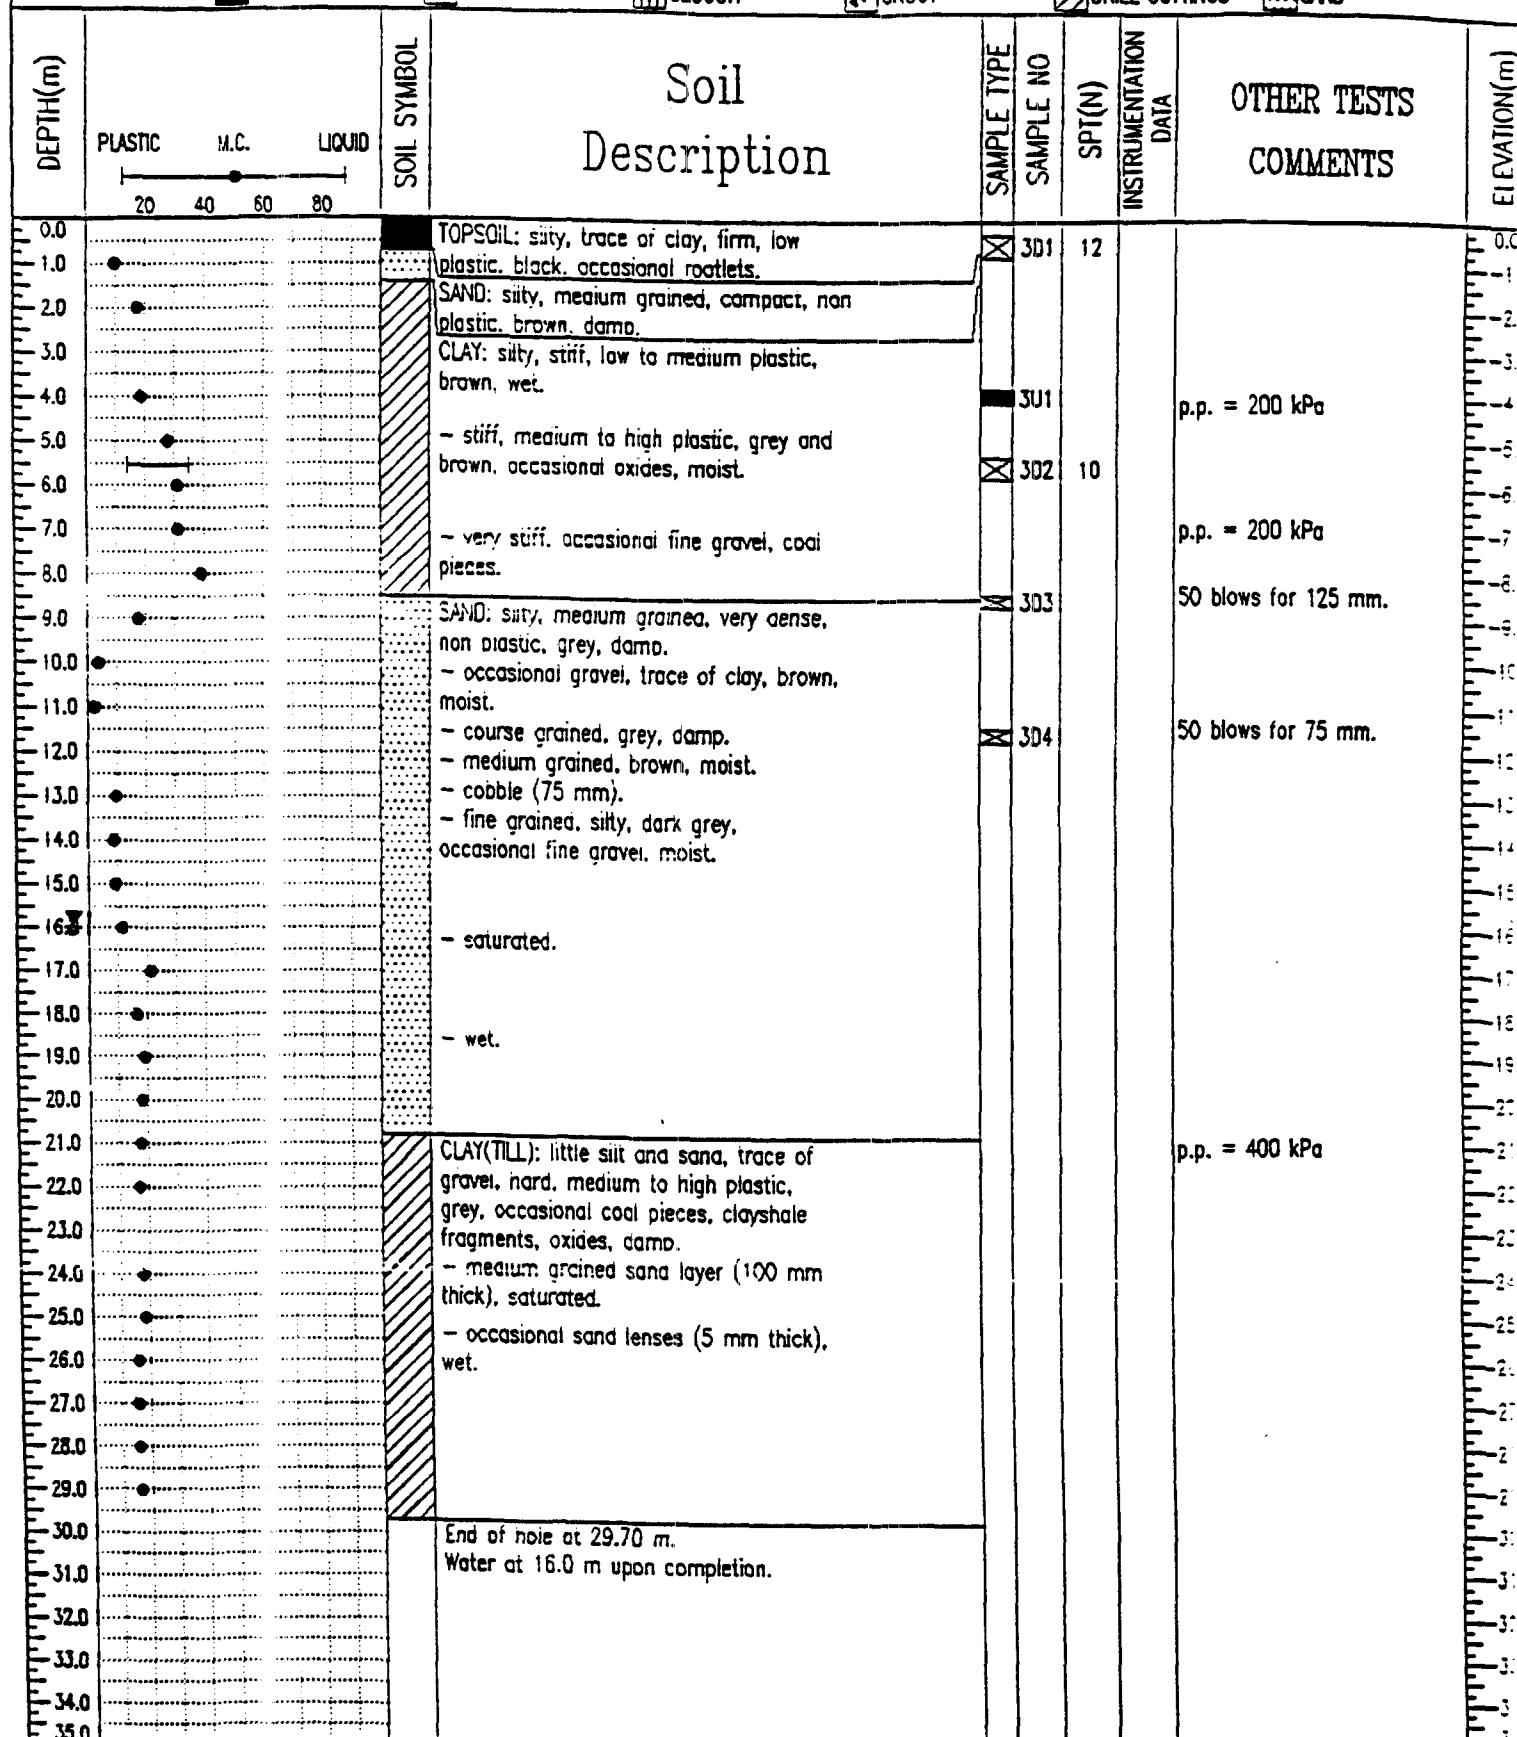 DEPTH(m)
PLASTIC M.C. LIQUID
20 40 60 80
SOIL SYMBOL
Soil
Description
SAMPLE TYPE
SAMPLE NO
SPT(N)
INSTRUMENTATION
DATA
OTHER TESTS
COMMENTS
ELEVATION(m)
0.0
1.0
2.0
3.0
4.0
5.0
6.0
7.0
8.0
9.0
10.0
11.0
12.0
13.0
14.0
15.0
17.0
18.0
19.0
20.0
21.0
22.0
23.0
24.0
25.0
26.0
27.0
28.0
29.0
30.0
31.0
32.0
33.0
34.0
35.0
TOPSOIL: silty, trace of clay, firm, low
plastic, black, occasional rootlets.
SAND: silty, medium grained, compact, non
plastic, brown, damp.
CLAY: silty, stiff, low to medium plastic,
brown, wet.
- stiff, medium to high plastic, grey and
brown, occasional oxides, moist.
- very stiff, occasional fine gravel, coal
pieces.
SAND: silty, medium grained, very dense,
non plastic, grey, damp.
- occasional gravel, trace of clay, brown,
moist.
- course grained, grey, damp.
- medium grained, brown, moist.
- cobble (75 mm).
- fine grained, silty, dark grey,
occasional fine gravel, moist.
- saturated.
- wet.
CLAY(TILL): little silt and sand, trace of
gravel, hard, medium to high plastic,
grey, occasional coal pieces, clayshale
fragments, oxides, damp.
- medium grained sand layer (100 mm
thick), saturated.
- occasional sand lenses (5 mm thick),
wet.
End of hole at 29.70 m.
Water at 16.0 m upon completion.
3D1 12
3U1
3D2 10
3D3
3D4
p.p. = 200 kPa
p.p. = 200 kPa
50 blows for 125 mm.
50 blows for 75 mm.
p.p. = 400 kPa